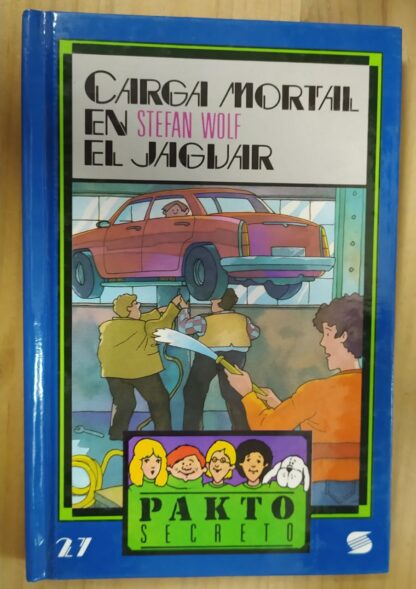 CARGA MORTAL
EN STEFAN WOLF
EL JAGUAR
PAKTO
SECRETO
27